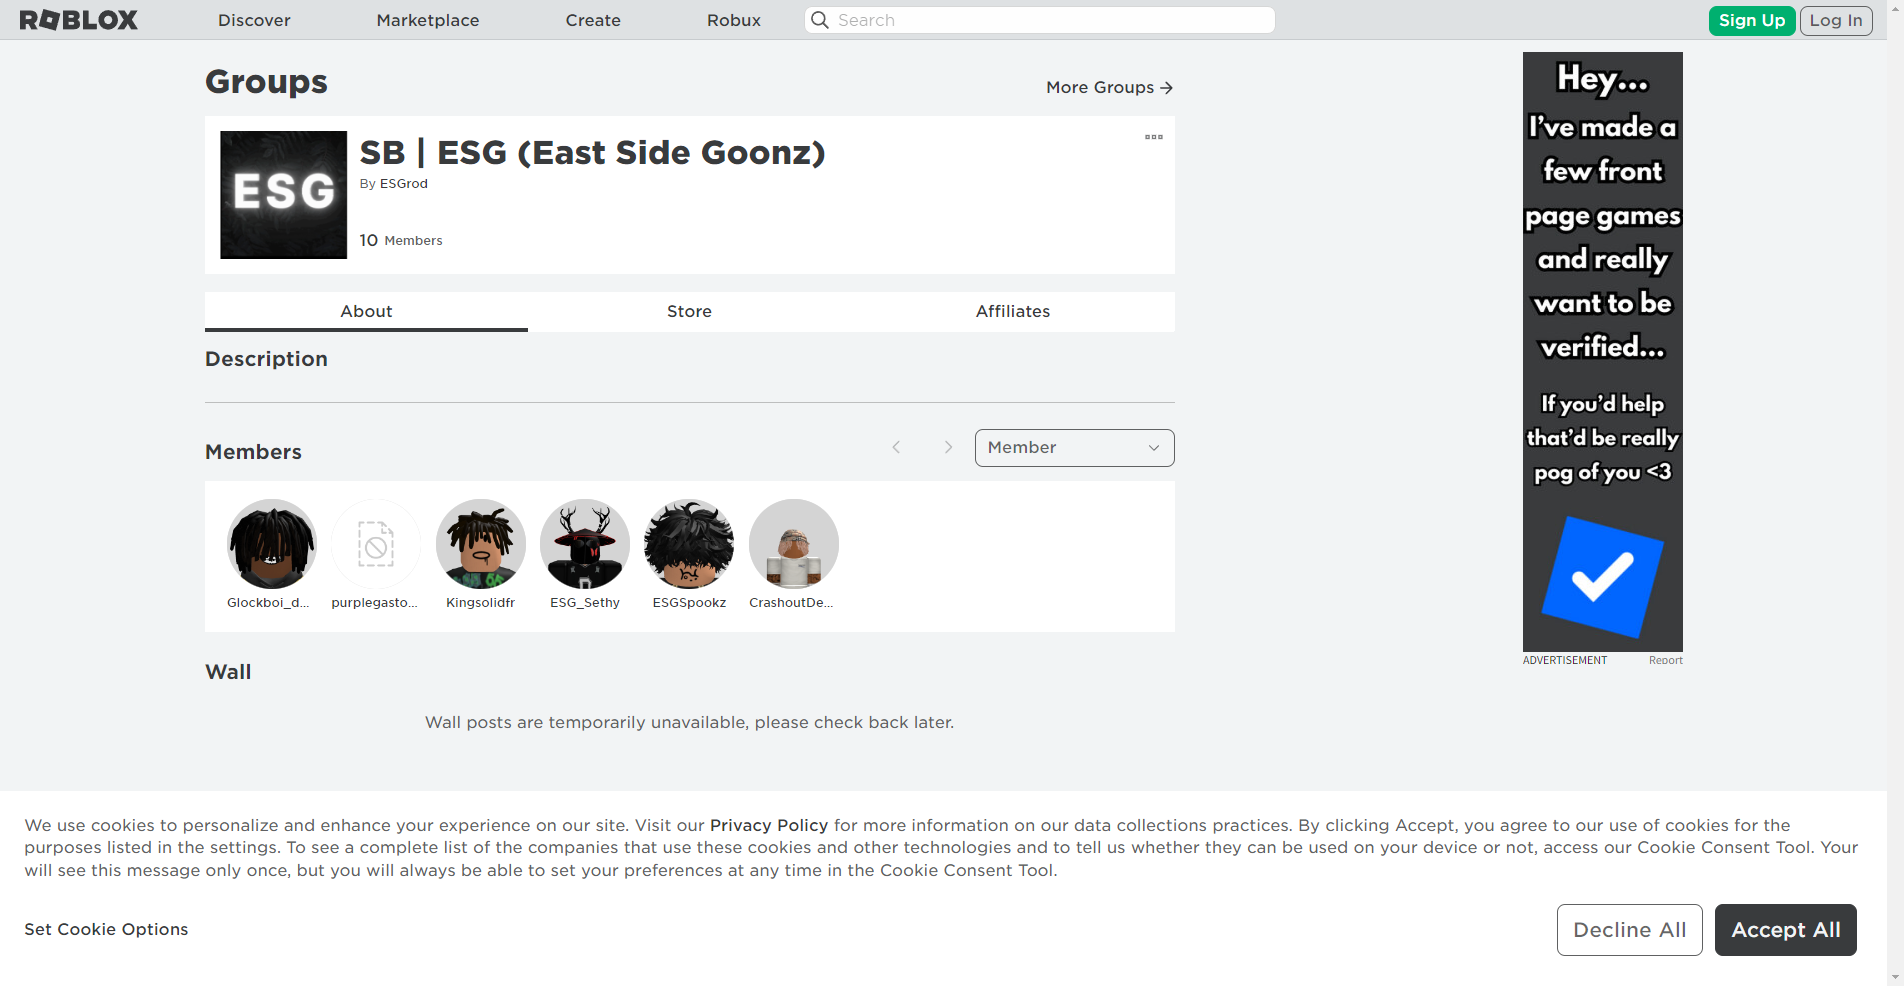 ROBLOX
Discover
Marketplace
Create
Robux
Search
Sign Up
Log In
Groups
More Groups
ESG
SB | ESG (East Side Goonz)
By ESGrod
10 Members
About
Store
Affiliates
Description
Members
Member
Glockboi_d...
purplegasto...
Kingsolidfr
ESG_Sethy
ESGSpookz
CrashoutDe...
Wall
Wall posts are temporarily unavailable, please check back later.
Hey...
I've made a
few front
page games
and really
want to be
verified...
If you'd help
that'd be really
pog of you <3
ADVERTISEMENT
Report
We use cookies to personalize and enhance your experience on our site. Visit our Privacy Policy for more information on our data collections practices. By clicking Accept, you agree to our use of cookies for the
purposes listed in the settings. To see a complete list of the companies that use these cookies and other technologies and to tell us whether they can be used on your device or not, access our Cookie Consent Tool. Your
will see this message only once, but you will always be able to set your preferences at any time in the Cookie Consent Tool.
Set Cookie Options
Decline All
Accept All